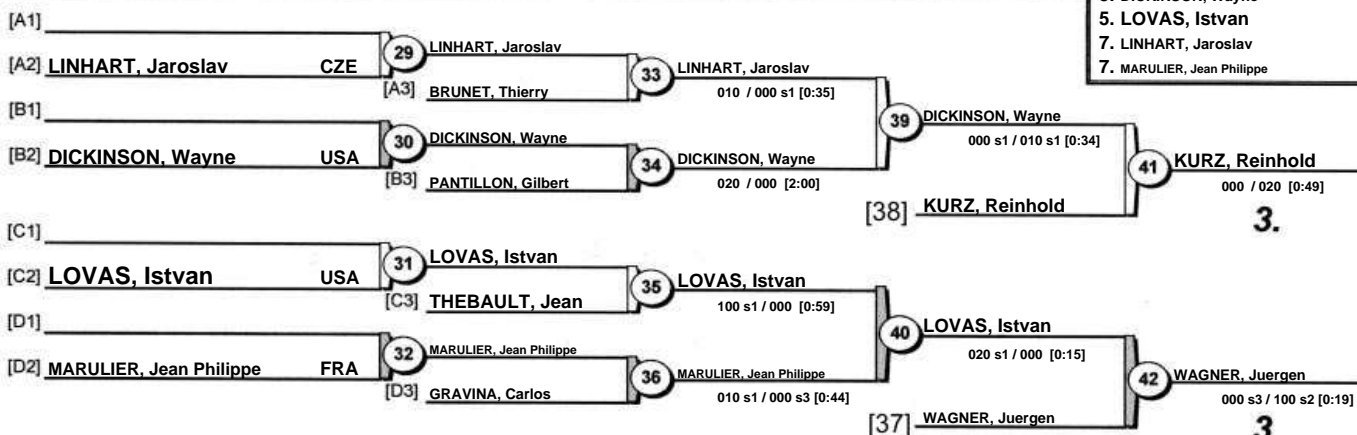 5. LOVAS, Istvan
7. LINHART, Jaroslav
7. MARULIER, Jean Philippe
[A1]
[A2] LINHART, Jaroslav CZE
29
LINHART, Jaroslav
[A3] BRUNET, Thierry
33
LINHART, Jaroslav
010 / 000 s1 [0:35]
[B1]
[B2] DICKINSON, Wayne USA
30
DICKINSON, Wayne
[B3] PANTILLON, Gilbert
34
DICKINSON, Wayne
020 / 000 [2:00]
39
DICKINSON, Wayne
000 s1 / 010 s1 [0:34]
[38] KURZ, Reinhold
41
KURZ, Reinhold
000 / 020 [0:49]
3.
[C1]
[C2] LOVAS, Istvan USA
31
LOVAS, Istvan
[C3] THEBAULT, Jean
35
LOVAS, Istvan
100 s1 / 000 [0:59]
[D1]
[D2] MARULIER, Jean Philippe FRA
32
MARULIER, Jean Philippe
[D3] GRAVINA, Carlos
36
MARULIER, Jean Philippe
010 s1 / 000 s3 [0:44]
40
LOVAS, Istvan
020 s1 / 000 [0:15]
[37] WAGNER, Juergen
42
WAGNER, Juergen
000 s3 / 100 s2 [0:19]
3